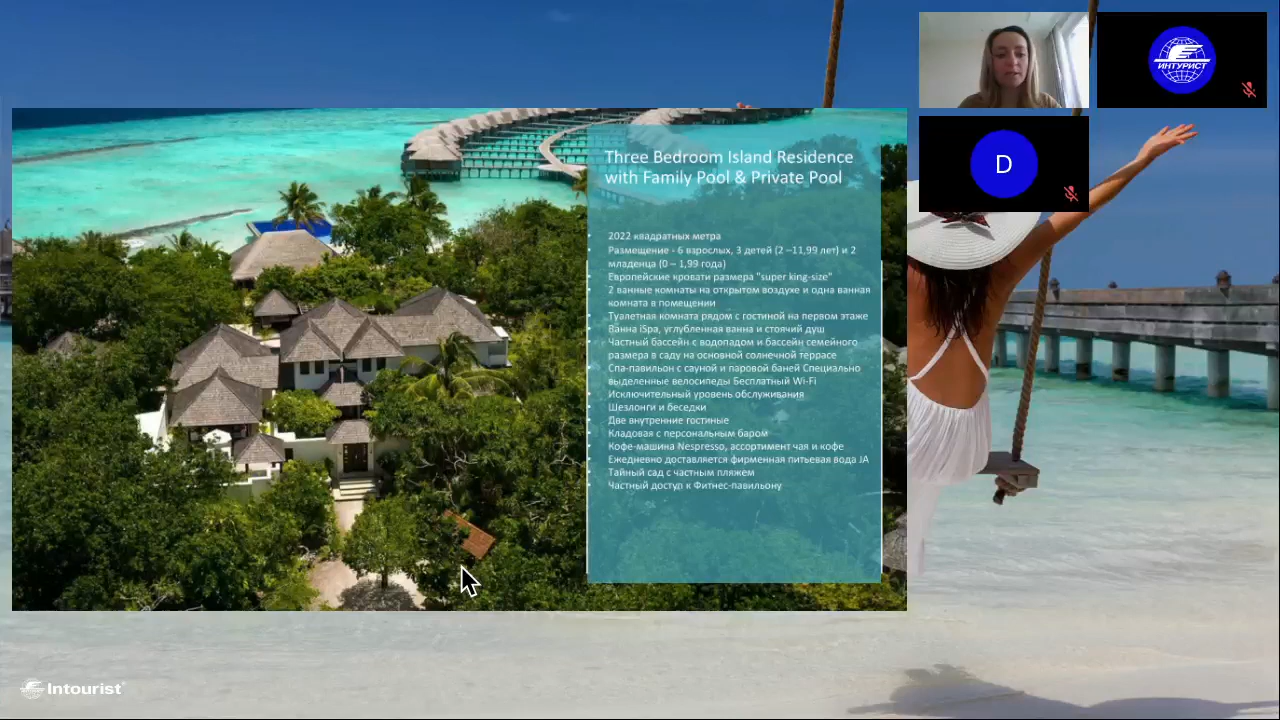 Three Bedroom Island Residence
with Family Pool & Private Pool
2022 квадратных метра
Размещение - 6 взрослых, 3 детей (2 –11,99 лет) и 2
младенца (0 – 1,99 года)
Европейские кровати размера "super king-size"
2 ванные комнаты на открытом воздухе и одна ванная
комната в помещении
Туалетная комната рядом с гостиной на первом этаже
Ванна iSpa, углубленная ванна и стоячий душ
Частный бассейн с водопадом и бассейн семейного
размера в саду на основной солнечной террасе
Спа-павильон с сауной и паровой баней Специально
выделенные велосипеды Бесплатный Wi-Fi
Исключительный уровень обслуживания
Шезлонги и беседки
Две внутренние гостиные
Кладовая с персональным баром
Кофе-машина Nespresso, ассортимент чая и кофе
Ежедневно доставляется фирменная питьевая вода JA
Тайный сад с частным пляжем
Частный доступ к Фитнес-павильону
ИНТУРИСТ
D
Intourist